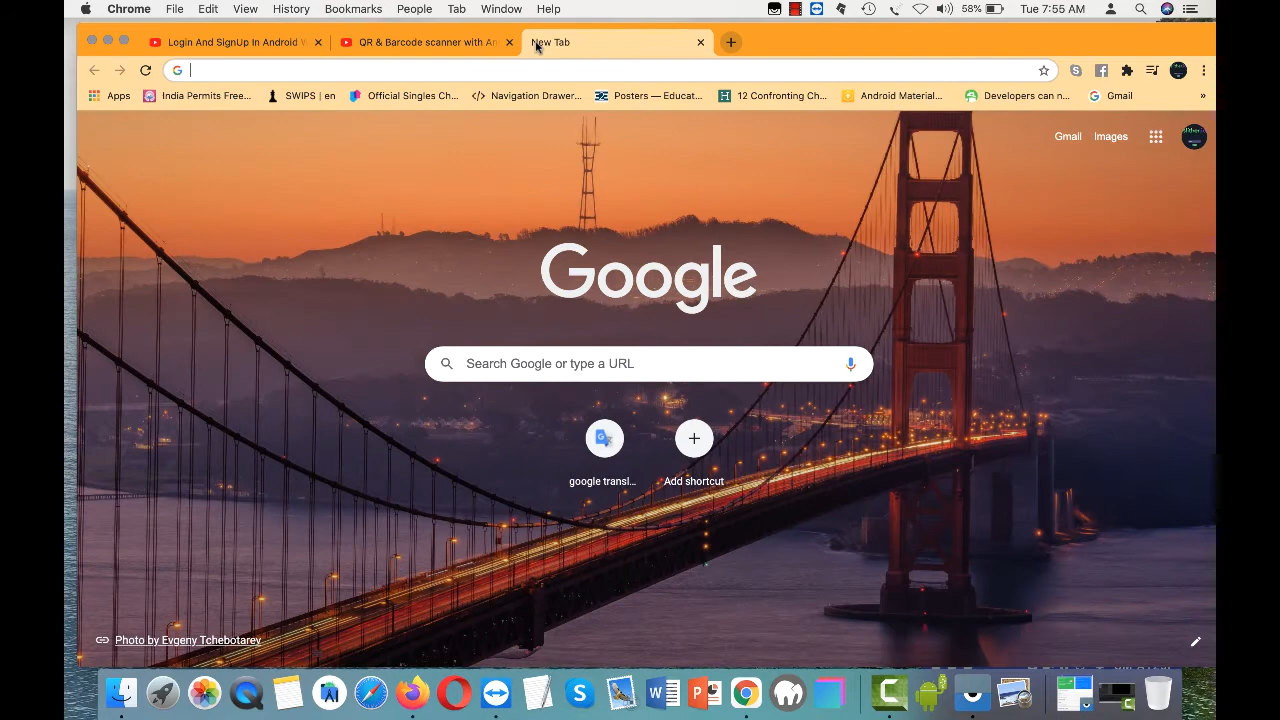 Chrome File Edit View History Bookmarks People Tab Window Help 58% Tue 7:55 AM
Login And SignUp In Android QR & Barcode scanner with An New Tab
Apps India Permits Free... SWIPS | en Official Singles Ch... Navigation Drawer... Posters — Educat... 12 Confronting Ch... Android Material... Developers can n... Gmail »
Gmail Images
Google
Search Google or type a URL
google transl... Add shortcut
Photo by Evgeny Tchebotarev